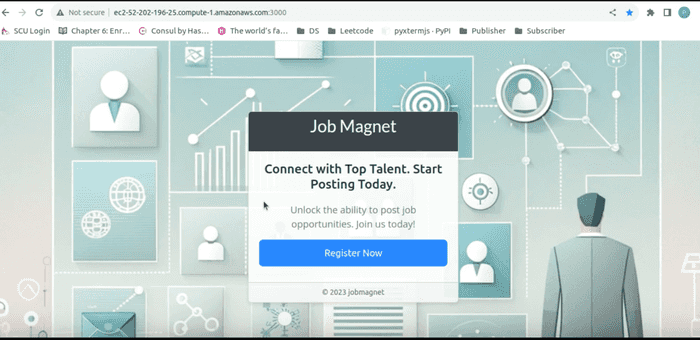 Not secure | ec2-52-202-196-25.compute-1.amazonaws.com:3000
SCU Login Chapter 6: Enr... Consul by Has... The world's fa... DS Leetcode pyxtermjs · PyPI Publisher Subscriber
Job Magnet
Connect with Top Talent. Start
Posting Today.
Unlock the ability to post job
opportunities. Join us today!
Register Now
© 2023 jobmagnet